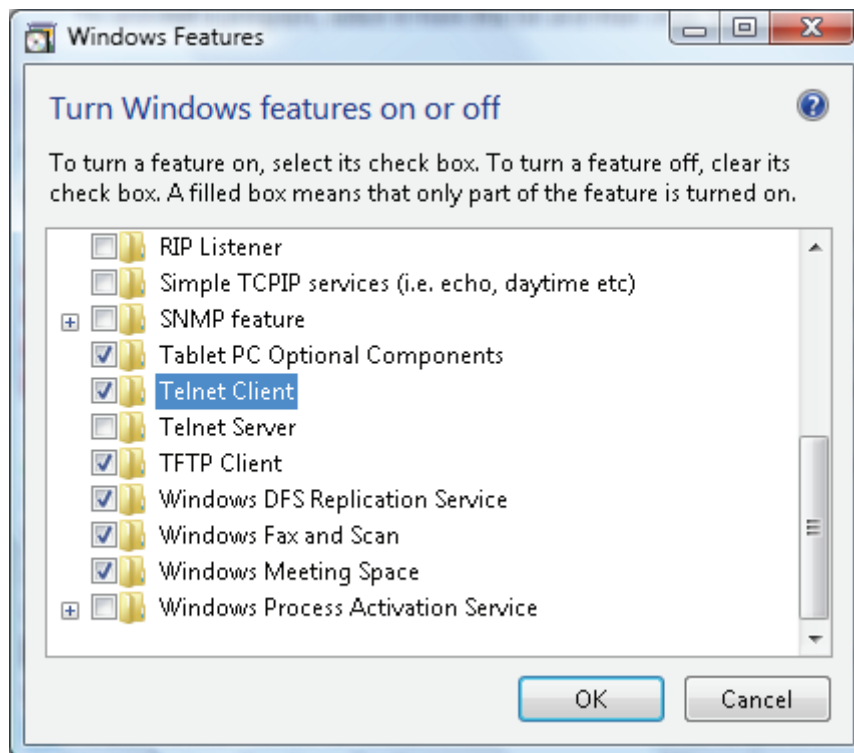 Windows Features
Turn Windows features on or off
To turn a feature on, select its check box. To turn a feature off, clear its
check box. A filled box means that only part of the feature is turned on.
RIP Listener
Simple TCPIP services (i.e. echo, daytime etc)
SNMP feature
Tablet PC Optional Components
Telnet Client
Telnet Server
TFTP Client
Windows DFS Replication Service
Windows Fax and Scan
Windows Meeting Space
Windows Process Activation Service
OK Cancel